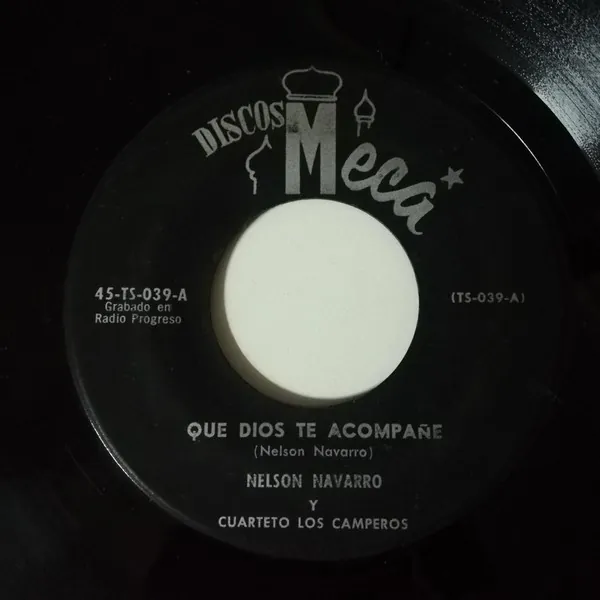 DISCOS
Meca
45-TS-039-A
Grabado en
Radio Progreso
(TS-039-A)
QUE DIOS TE ACOMPAÑE
(Nelson Navarro)
NELSON NAVARRO
Y
CUARTETO LOS CAMPEROS